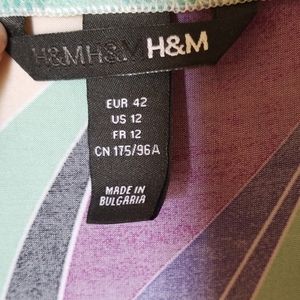 H&M H&M H&M
EUR 42
US 12
FR 12
CN 175/96A
MADE IN
BULGARIA